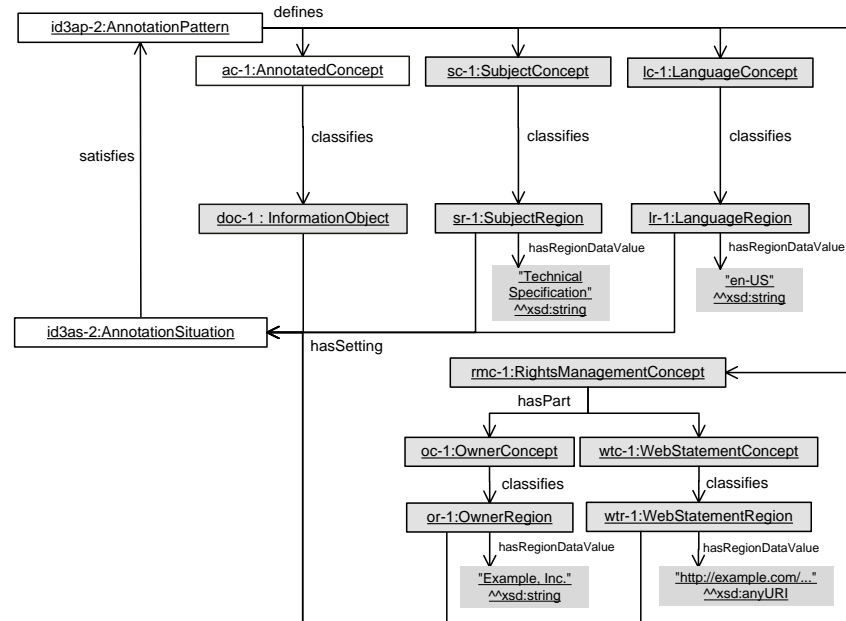 defines
id3ap-2:AnnotationPattern
ac-1:AnnotatedConcept
sc-1:SubjectConcept
lc-1:LanguageConcept
satisfies
classifies
classifies
classifies
doc-1 : InformationObject
sr-1:SubjectRegion
lr-1:LanguageRegion
hasRegionDataValue
hasRegionDataValue
"Technical
Specification"
^^xsd:string
"en-US"
^^xsd:string
id3as-2:AnnotationSituation
hasSetting
rmc-1:RightsManagementConcept
hasPart
oc-1:OwnerConcept
wtc-1:WebStatementConcept
classifies
classifies
or-1:OwnerRegion
wtr-1:WebStatementRegion
hasRegionDataValue
hasRegionDataValue
"Example, Inc."
^^xsd:string
"http://example.com/..."
^^xsd:anyURI